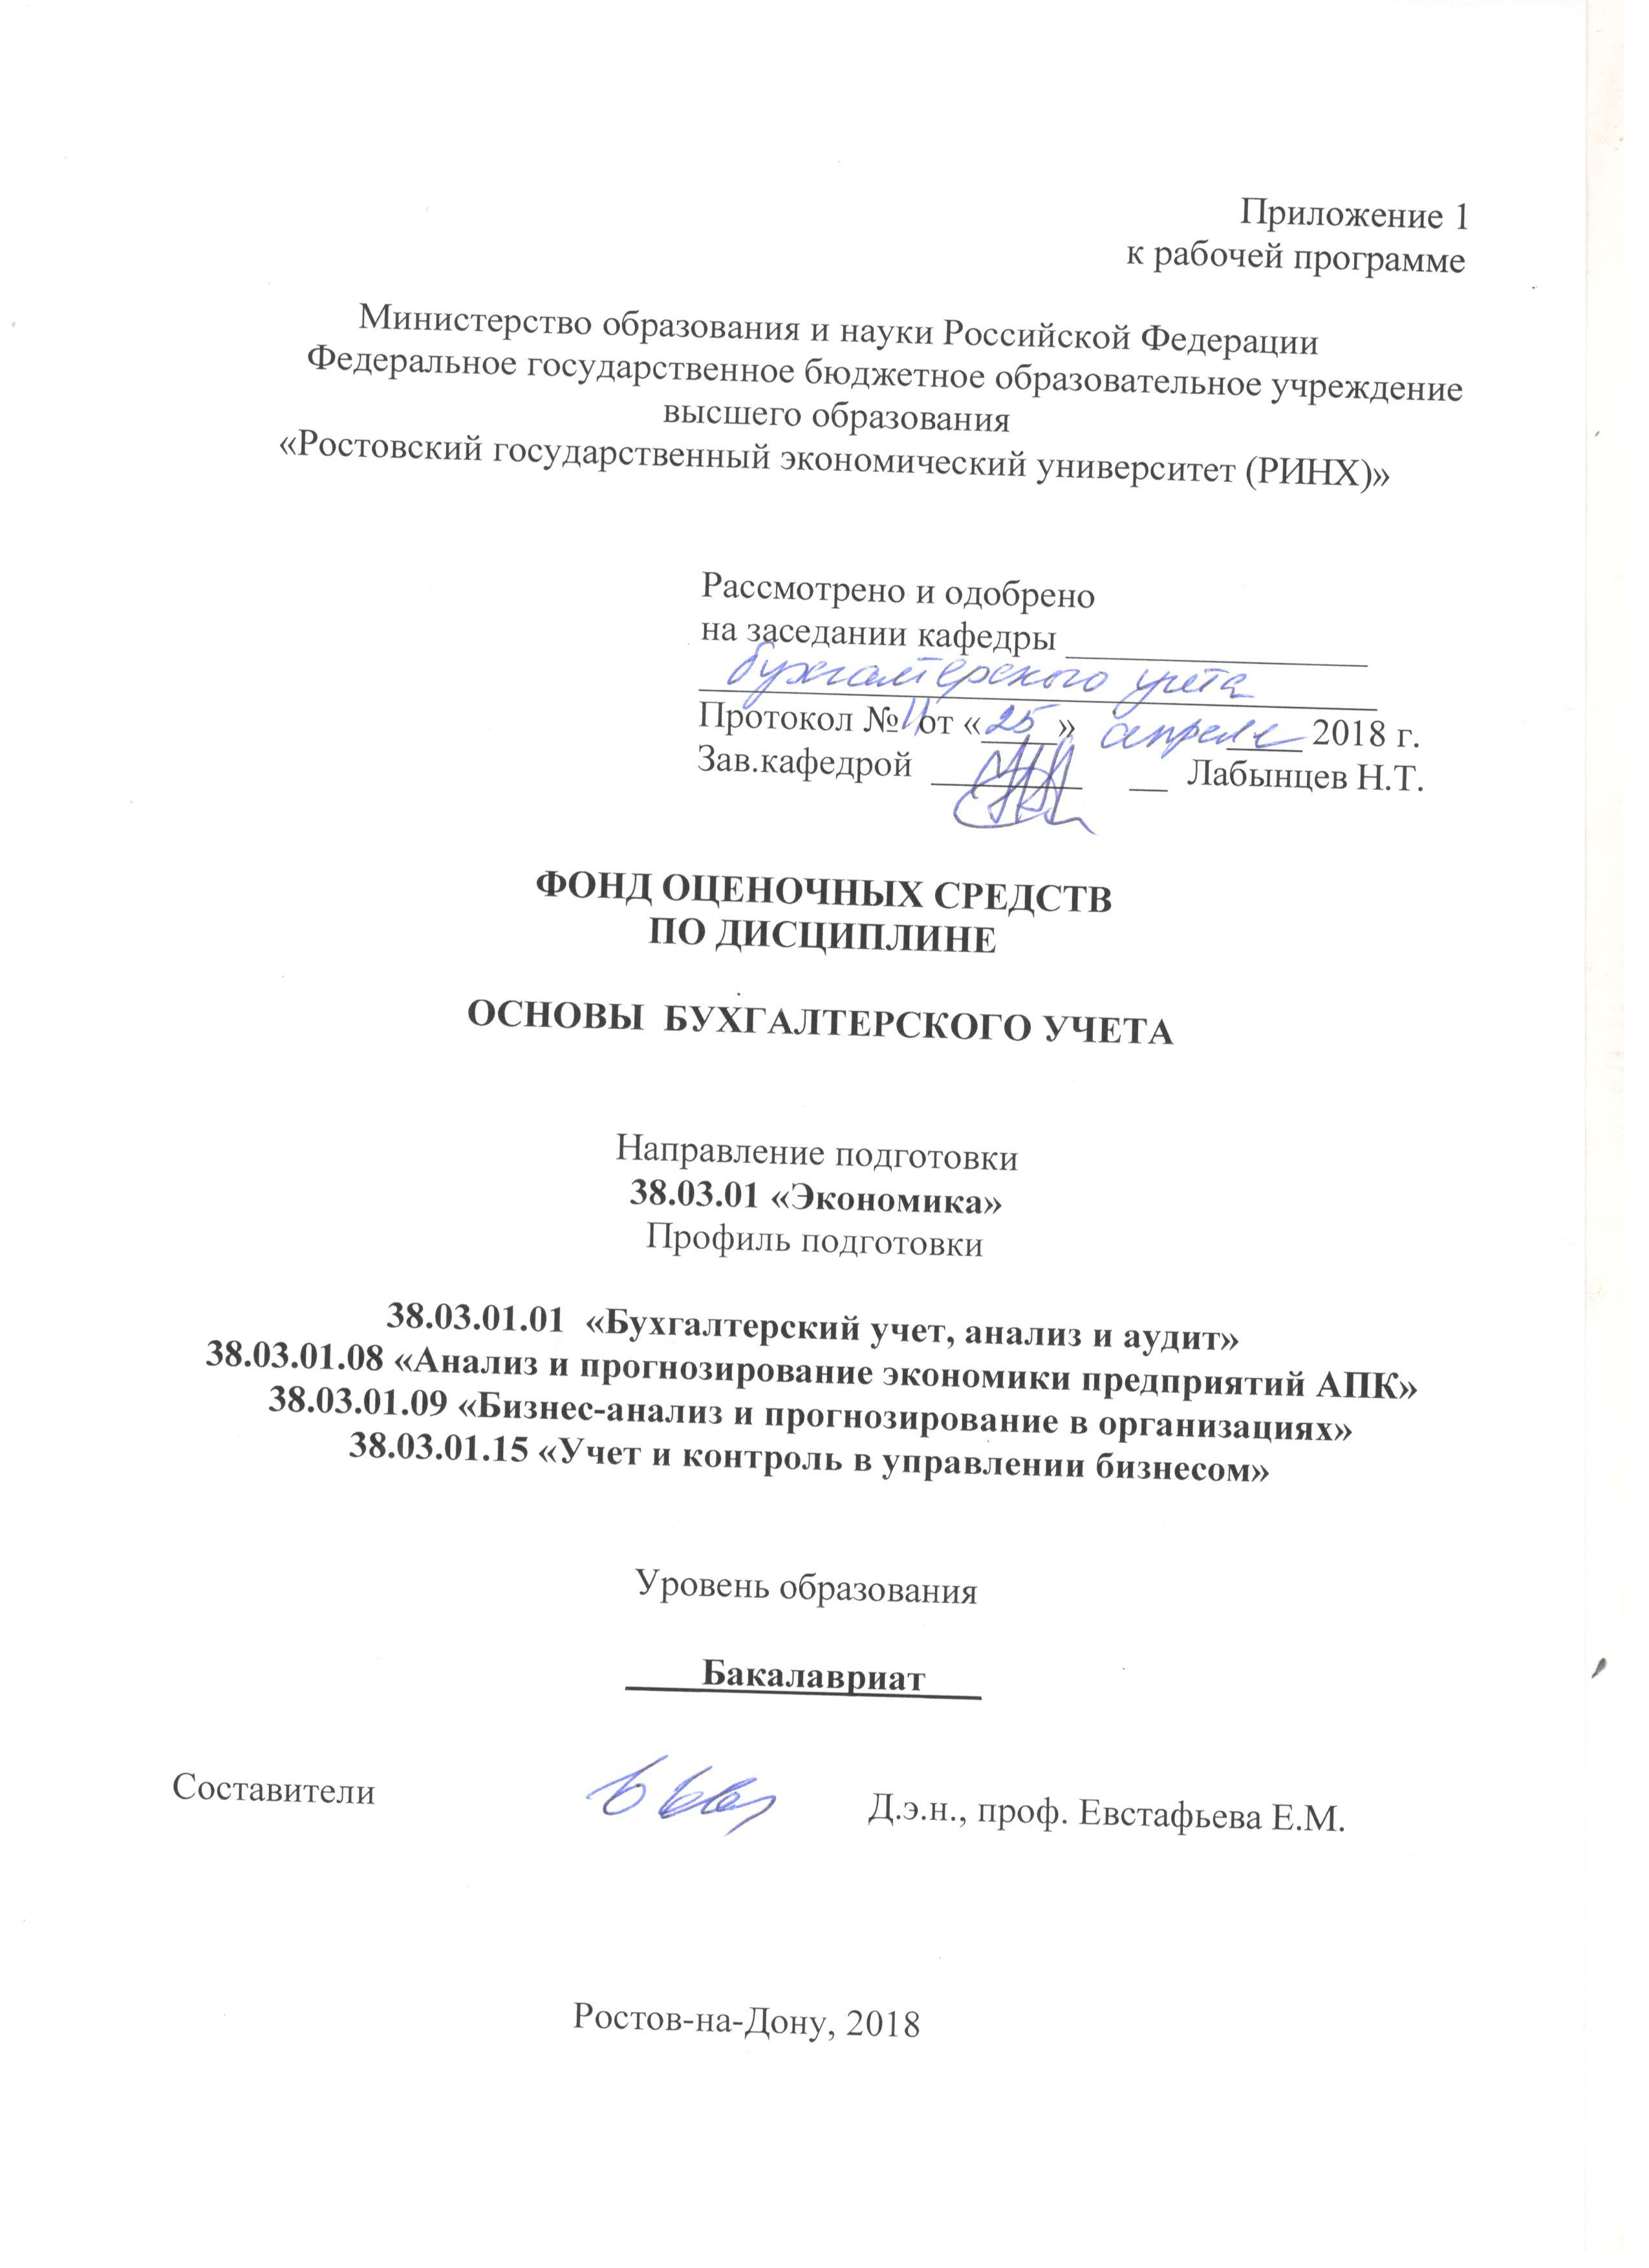 Приложение 1
к рабочей программе
Министерство образования и науки Российской Федерации
Федеральное государственное бюджетное образовательное учреждение
высшего образования
«Ростовский государственный экономический университет (РИНХ)»
Рассмотрено и одобрено
на заседании кафедры
бухгалтерского учета
Протокол №11 от «25» апреля 2018 г.
Зав.кафедрой Лабынцев Н.Т.
ФОНД ОЦЕНОЧНЫХ СРЕДСТВ
ПО ДИСЦИПЛИНЕ
ОСНОВЫ БУХГАЛТЕРСКОГО УЧЕТА
Направление подготовки
38.03.01 «Экономика»
Профиль подготовки
38.03.01.01 «Бухгалтерский учет, анализ и аудит»
38.03.01.08 «Анализ и прогнозирование экономики предприятий АПК»
38.03.01.09 «Бизнес-анализ и прогнозирование в организациях»
38.03.01.15 «Учет и контроль в управлении бизнесом»
Уровень образования
Бакалавриат
Составители Д.э.н., проф. Евстафьева Е.М.
Ростов-на-Дону, 2018